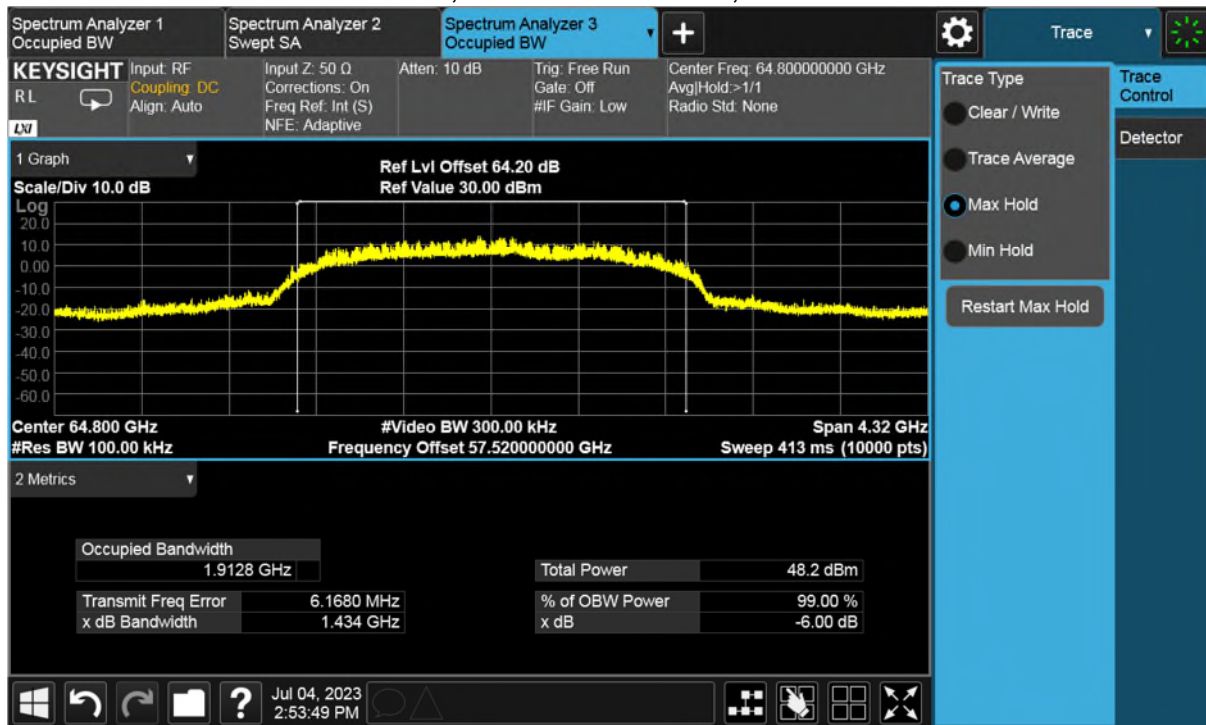 Spectrum Analyzer 1
Occupied BW
Spectrum Analyzer 2
Swept SA
Spectrum Analyzer 3
Occupied BW
+
Trace
KEYSIGHT
RL
LXI
Input: RF
Coupling: DC
Align: Auto
Input Z: 50 Ω
Corrections: On
Freq Ref: Int (S)
NFE: Adaptive
Atten: 10 dB
Trig: Free Run
Gate: Off
#IF Gain: Low
Center Freq: 64.800000000 GHz
Avg|Hold:>1/1
Radio Std: None
Trace Type
Clear / Write
Trace Average
Max Hold
Min Hold
Restart Max Hold
Trace
Control
Detector
1 Graph
Scale/Div 10.0 dB
Ref Lvl Offset 64.20 dB
Ref Value 30.00 dBm
Log
20.0
10.0
0.00
-10.0
-20.0
-30.0
-40.0
-50.0
-60.0
Center 64.800 GHz
#Video BW 300.00 kHz
Span 4.32 GHz
#Res BW 100.00 kHz
Frequency Offset 57.520000000 GHz
Sweep 413 ms (10000 pts)
2 Metrics
Occupied Bandwidth
1.9128 GHz
Total Power 48.2 dBm
Transmit Freq Error 6.1680 MHz
% of OBW Power 99.00 %
x dB Bandwidth 1.434 GHz
x dB -6.00 dB
?
Jul 04, 2023
2:53:49 PM